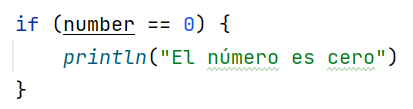 if (number == 0) {
    println("El número es cero")
}